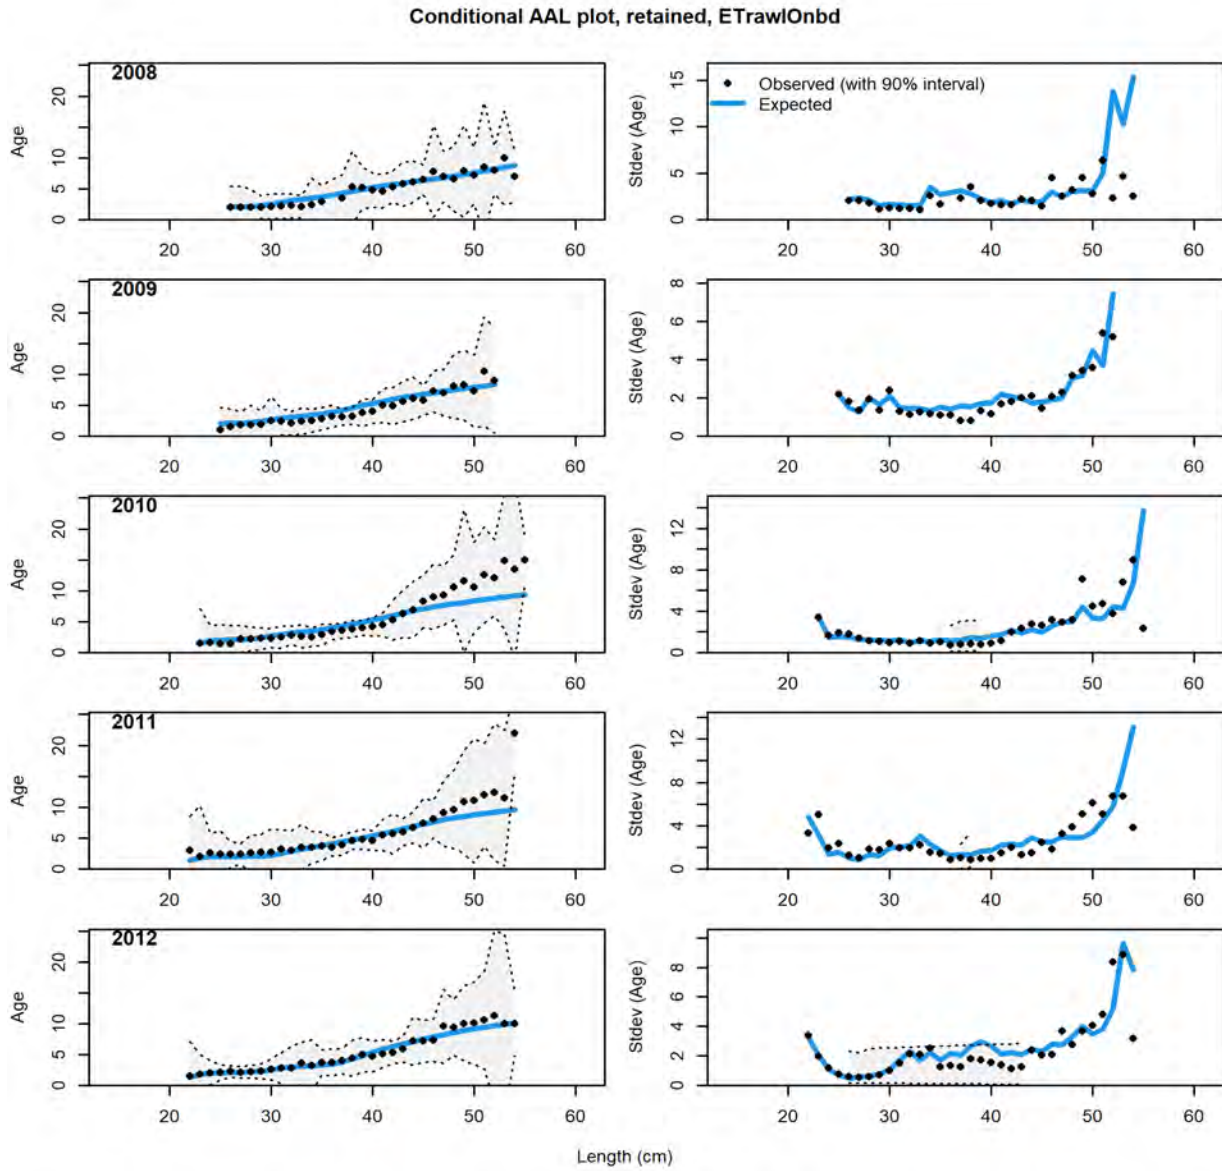 Conditional AAL plot, retained, ETrawlOnbd
2008
Age
0 5 10 20
20 30 40 50 60
Observed (with 90% interval)
Expected
Stdev (Age)
0 5 10 15
20 30 40 50 60
2009
Age
0 5 10 20
20 30 40 50 60
Stdev (Age)
0 2 4 6 8
20 30 40 50 60
2010
Age
0 5 10 20
20 30 40 50 60
Stdev (Age)
0 4 8 12
20 30 40 50 60
2011
Age
0 5 10 20
20 30 40 50 60
Stdev (Age)
0 4 8 12
20 30 40 50 60
2012
Age
0 5 10 20
20 30 40 50 60
Stdev (Age)
0 2 4 6 8
20 30 40 50 60
Length (cm)